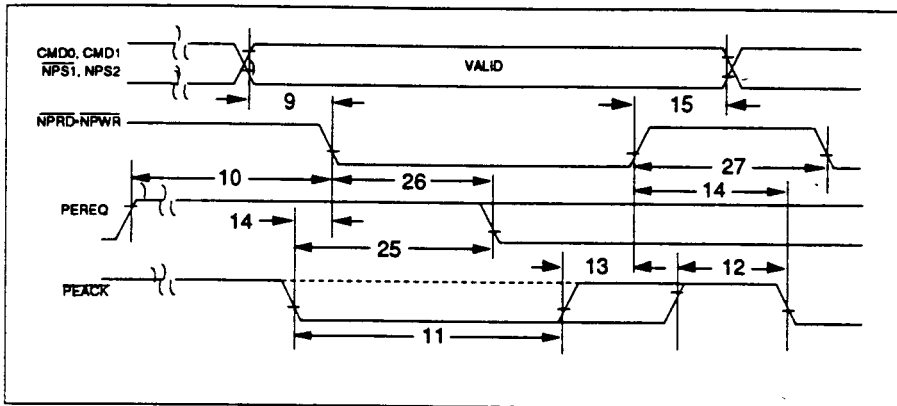 CMD0, CMD1
NPS1, NPS2
VALID
9
15
NPRD•NPWR
10
26
27
14
PEREQ
14
25
13
12
PEACK
11